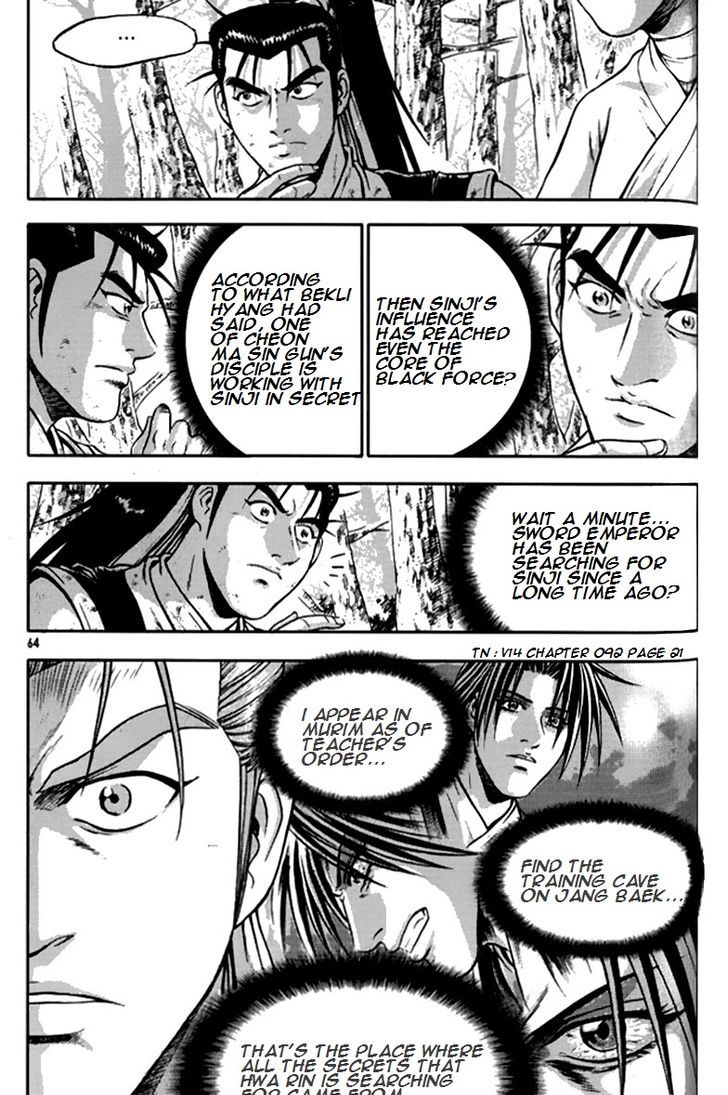 ...
ACCORDING
TO WHAT BEKLI
HYANG HAD
SAID, ONE
OF CHEON
MA SIN GUN'S
DISCIPLE IS
WORKING WITH
SINJI IN SECRET
THEN SINJI'S
INFLUENCE
HAS REACHED
EVEN THE
CORE OF
BLACK FORCE?
WAIT A MINUTE...
SWORD EMPEROR
HAS BEEN
SEARCHING FOR
SINJI SINCE A
LONG TIME AGO?
64
TN : V14 CHAPTER 092 PAGE 21
I APPEAR IN
MURIM AS OF
TEACHER'S
ORDER...
FIND THE
TRAINING CAVE
ON JANG BAEK...
THAT'S THE PLACE WHERE
ALL THE SECRETS THAT
HWA RIN IS SEARCHING
FOR CAME FROM